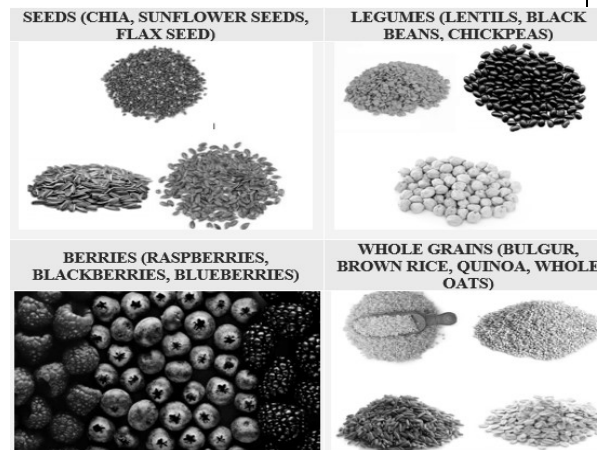 SEEDS (CHIA, SUNFLOWER SEEDS,
FLAX SEED)
LEGUMES (LENTILS, BLACK
BEANS, CHICKPEAS)
BERRIES (RASPBERRIES,
BLACKBERRIES, BLUEBERRIES)
WHOLE GRAINS (BULGUR,
BROWN RICE, QUINOA, WHOLE
OATS)